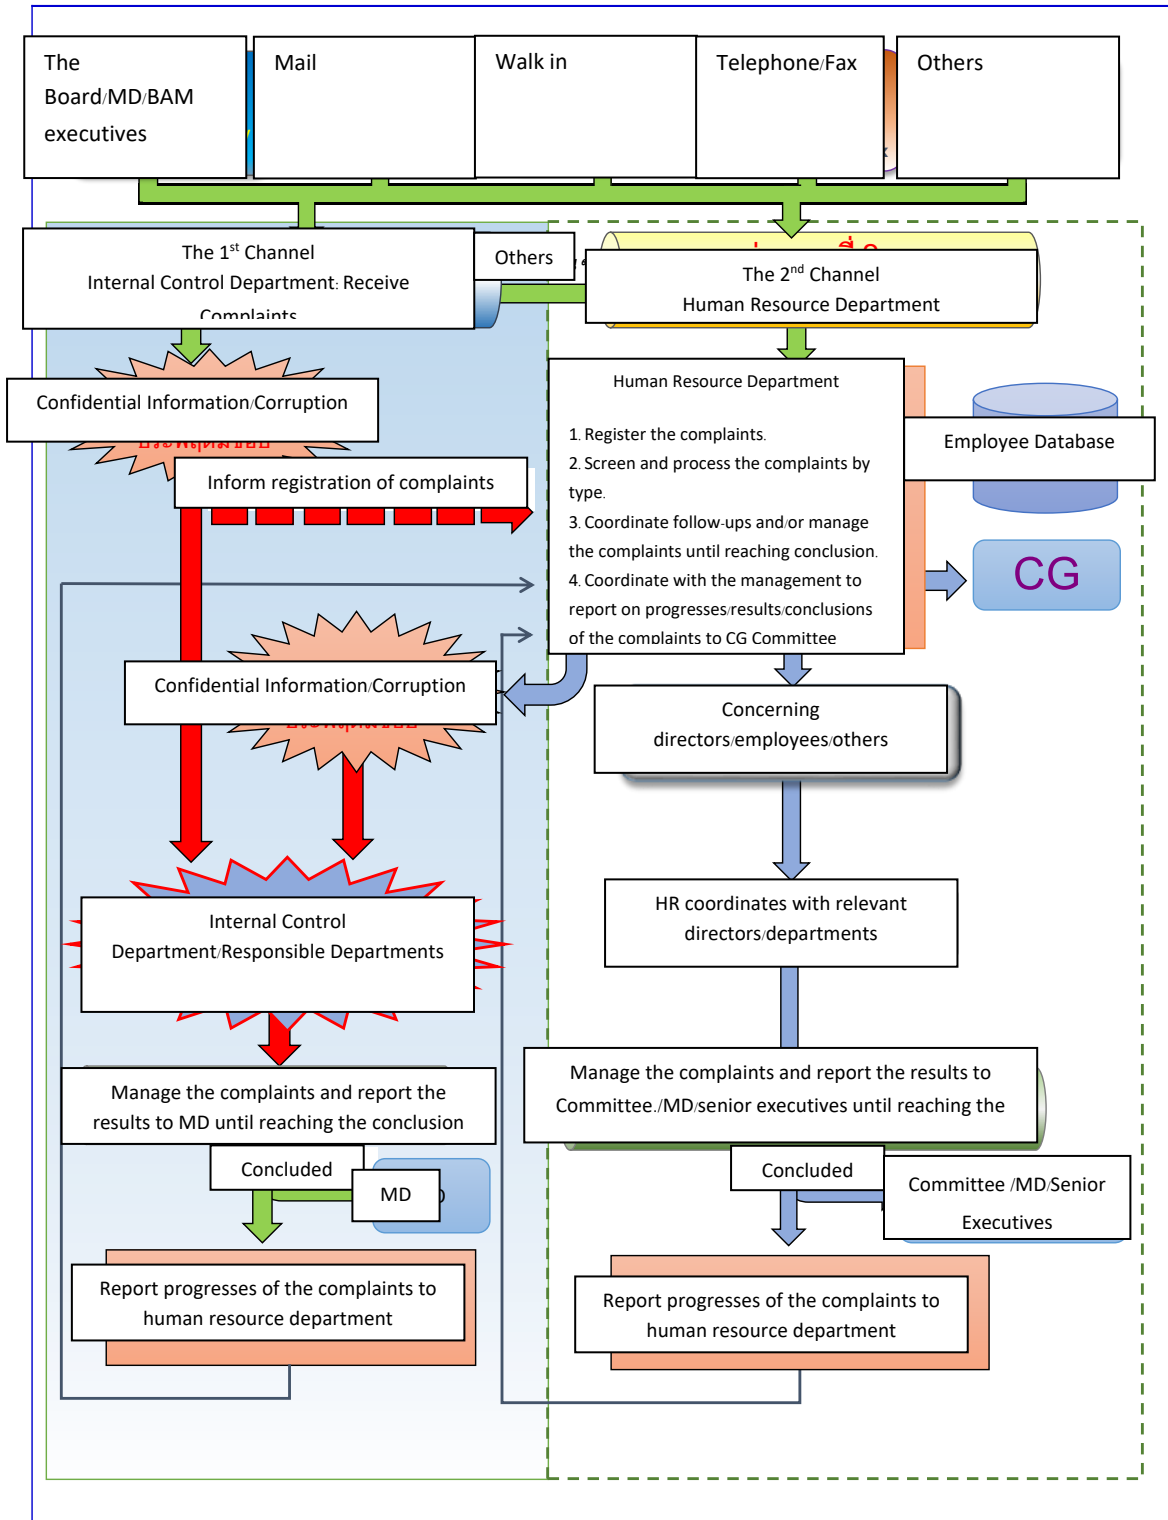 The
Board/MD/BAM
executives
Mail
Walk in
Telephone/Fax
Others
The 1st Channel
Internal Control Department: Receive
Complaints
Others
The 2nd Channel
Human Resource Department
Confidential Information/Corruption
Inform registration of complaints
Human Resource Department
1. Register the complaints.
2. Screen and process the complaints by
type.
3. Coordinate follow-ups and/or manage
the complaints until reaching conclusion.
4. Coordinate with the management to
report on progresses/results/conclusions
of the complaints to CG Committee
Employee Database
CG
Confidential Information/Corruption
Concerning
directors/employees/others
Internal Control
Department/Responsible Departments
HR coordinates with relevant
directors/departments
Manage the complaints and report the
results to MD until reaching the conclusion
Manage the complaints and report the results to
Committee./MD/senior executives until reaching the
Concluded
MD
Concluded
Committee /MD/Senior
Executives
Report progresses of the complaints to
human resource department
Report progresses of the complaints to
human resource department